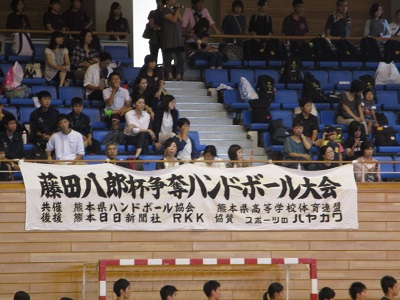 藤田八郎杯争奪ハンドボール大会
共催 熊本県ハンドボール協会 熊本県高等学校体育連盟
後援 熊本日日新聞社 RKK 協賛 スポーツのハヤカワ